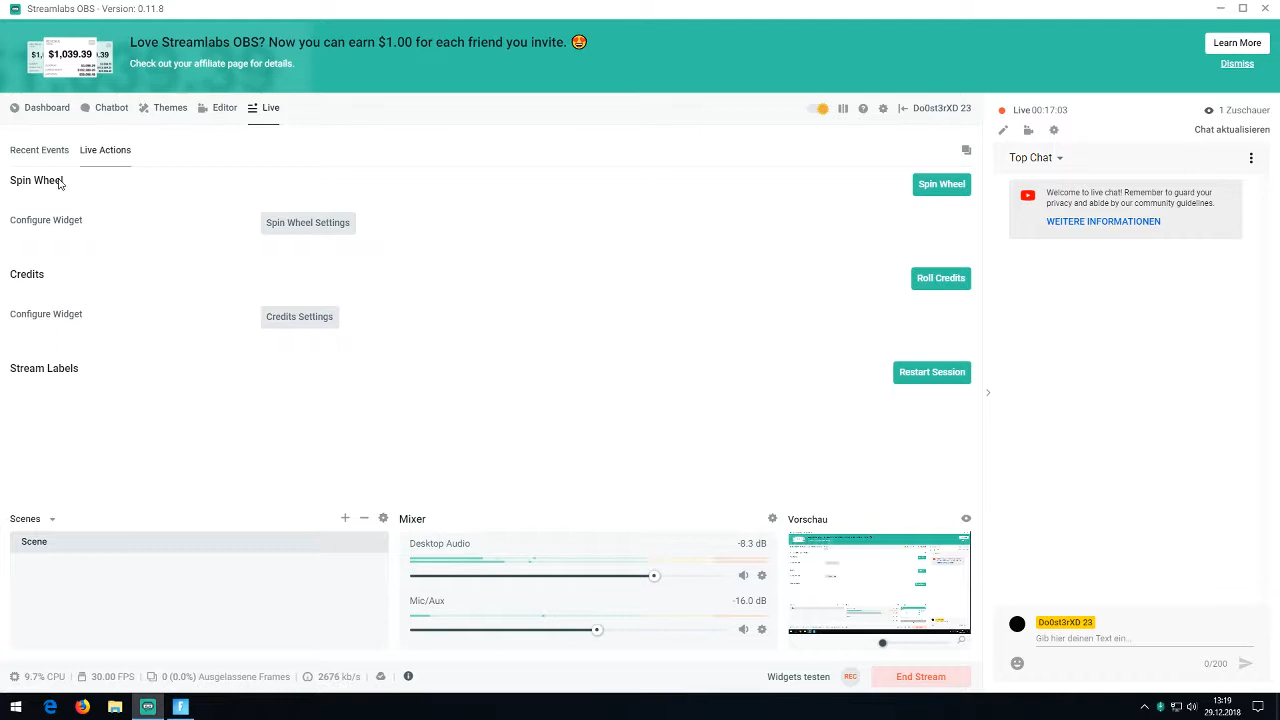 Streamlabs OBS - Version: 0.11.8
$1,039.39
Love Streamlabs OBS? Now you can earn $1.00 for each friend you invite.
Check out your affiliate page for details.
Learn More
Dismiss
Dashboard
Chatbot
Themes
Editor
Live
Do0st3rXD 23
Live 00:17:03
1 Zuschauer
Chat aktualisieren
Recent Events
Live Actions
Top Chat
Spin Wheel
Spin Wheel
Configure Widget
Spin Wheel Settings
Welcome to live chat! Remember to guard your
privacy and abide by our community guidelines.
WEITERE INFORMATIONEN
Credits
Roll Credits
Configure Widget
Credits Settings
Stream Labels
Restart Session
Scenes
Mixer
Vorschau
Scene
Desktop Audio
-8.3 dB
Mic/Aux
-16.0 dB
Do0st3rXD 23
Gib hier deinen Text ein...
0/200
9.7% CPU
30.00 FPS
0 (0.0%) Ausgelassene Frames
2676 kb/s
Widgets testen
REC
End Stream
13:19
29.12.2018